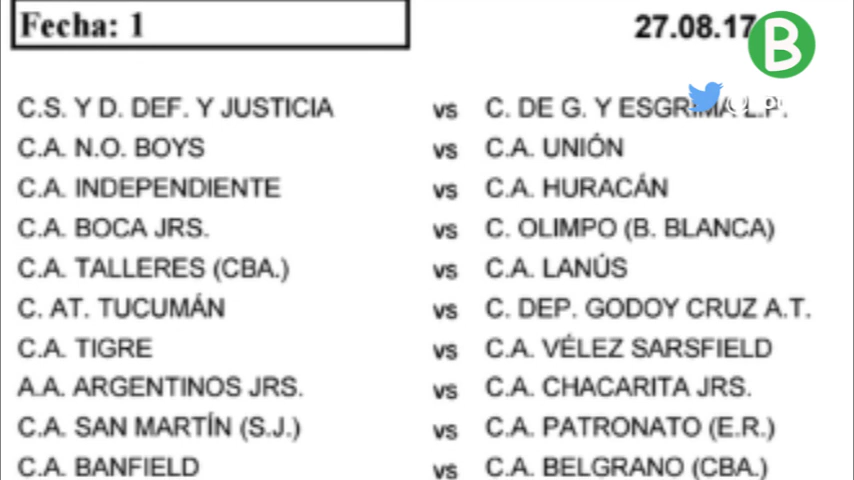 Fecha: 1 27.08.17
B
C.S. Y D. DEF. Y JUSTICIA vs C. DE G. Y ESGRIMA L.P.
C.A. N.O. BOYS vs C.A. UNIÓN
C.A. INDEPENDIENTE vs C.A. HURACÁN
C.A. BOCA JRS. vs C. OLIMPO (B. BLANCA)
C.A. TALLERES (CBA.) vs C.A. LANÚS
C. AT. TUCUMÁN vs C. DEP. GODOY CRUZ A.T.
C.A. TIGRE vs C.A. VÉLEZ SARSFIELD
A.A. ARGENTINOS JRS. vs C.A. CHACARITA JRS.
C.A. SAN MARTÍN (S.J.) vs C.A. PATRONATO (E.R.)
C.A. BANFIELD vs C.A. BELGRANO (CBA.)